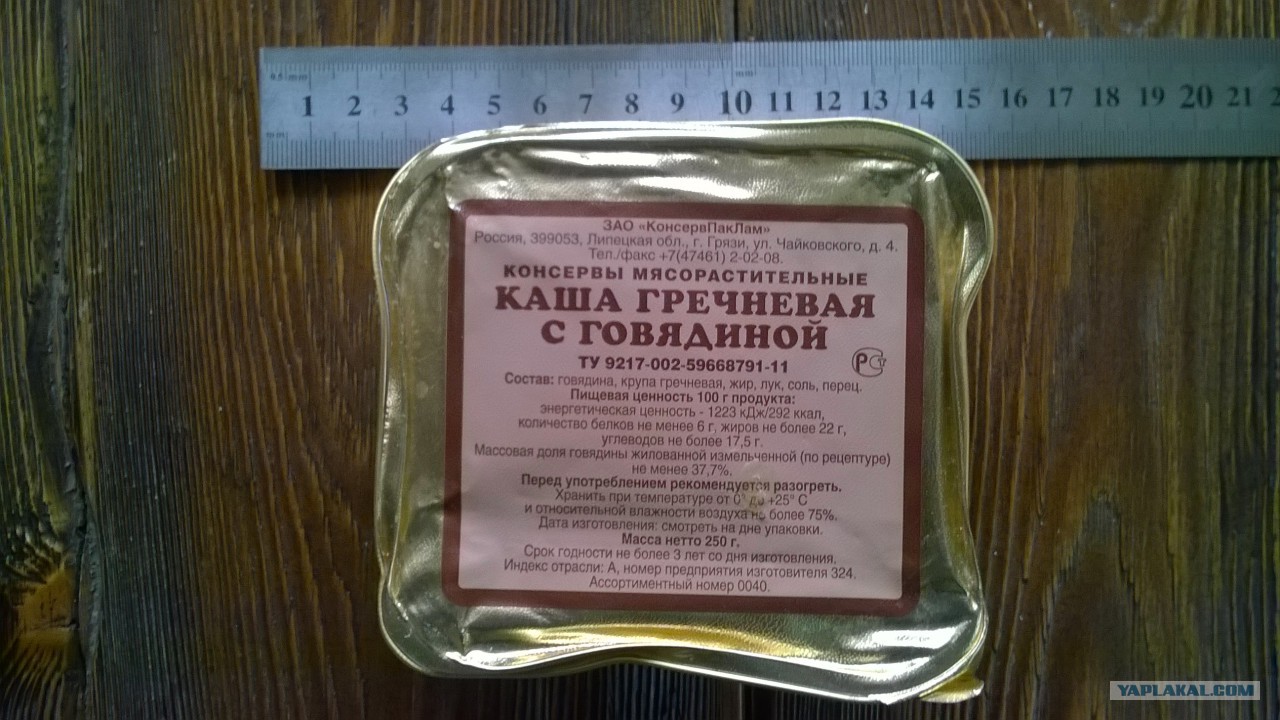 1 2 3 4 5 6 7 8 9 10 11 12 13 14 15 16 17 18 19 20 21
ЗАО «КонсервПакЛам»
Россия, 399053, Липецкая обл., г. Грязи, ул. Чайковского, д. 4.
Тел./факс +7(47461) 2-02-08.
КОНСЕРВЫ МЯСОРАСТИТЕЛЬНЫЕ
КАША ГРЕЧНЕВАЯ
С ГОВЯДИНОЙ
ТУ 9217-002-59668791-11
РСТ
Состав: говядина, крупа гречневая, жир, лук, соль, перец.
Пищевая ценность 100 г продукта:
энергетическая ценность - 1223 кДж/292 ккал,
количество белков не менее 6 г, жиров не более 22 г,
углеводов не более 17,5 г.
Массовая доля говядины жилованной измельченной (по рецептуре)
не менее 37,7%.
Перед употреблением рекомендуется разогреть.
Хранить при температуре от 0° до +25° С
и относительной влажности воздуха не более 75%.
Дата изготовления: смотреть на дне упаковки.
Масса нетто 250 г.
Срок годности не более 3 лет со дня изготовления.
Индекс отрасли: А, номер предприятия изготовителя 324.
Ассортиментный номер 0040.
YAPLAKAL.COM